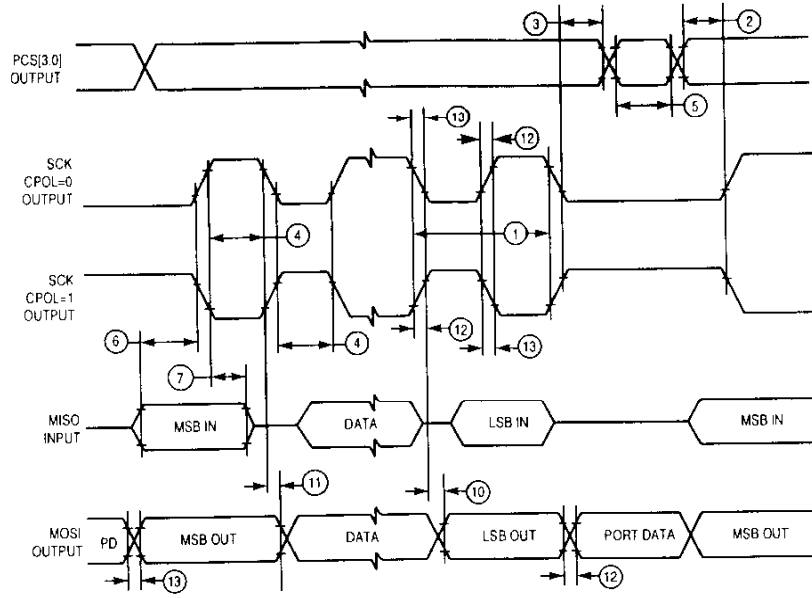 3
2
PCS[3.0]
OUTPUT
5
13
12
SCK
CPOL=0
OUTPUT
4
1
SCK
CPOL=1
OUTPUT
6
4
12
13
7
MISO
INPUT
MSB IN
DATA
LSB IN
MSB IN
11
10
MOSI
OUTPUT
PD
MSB OUT
DATA
LSB OUT
PORT DATA
MSB OUT
13
12